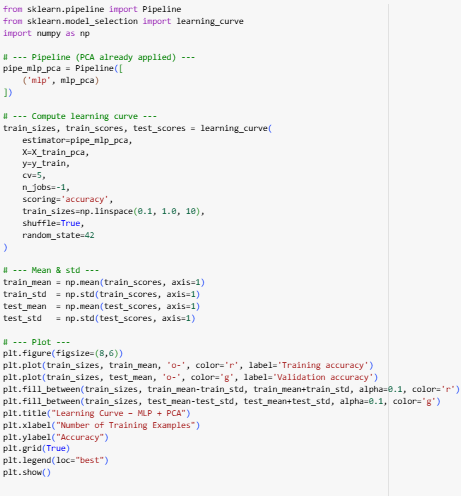 from sklearn.pipeline import Pipeline
from sklearn.model_selection import learning_curve
import numpy as np
# --- Pipeline (PCA already applied) ---
pipe_mlp_pca = Pipeline([
    ('mlp', mlp_pca)
])
# --- Compute learning curve ---
train_sizes, train_scores, test_scores = learning_curve(
    estimator=pipe_mlp_pca,
    X=X_train_pca,
    y=y_train,
    cv=5,
    n_jobs=-1,
    scoring='accuracy',
    train_sizes=np.linspace(0.1, 1.0, 10),
    shuffle=True,
    random_state=42
)
# --- Mean & std ---
train_mean = np.mean(train_scores, axis=1)
train_std  = np.std(train_scores, axis=1)
test_mean  = np.mean(test_scores, axis=1)
test_std   = np.std(test_scores, axis=1)
# --- Plot ---
plt.figure(figsize=(8,6))
plt.plot(train_sizes, train_mean, 'o-', color='r', label='Training accuracy')
plt.plot(train_sizes, test_mean, 'o-', color='g', label='Validation accuracy')
plt.fill_between(train_sizes, train_mean-train_std, train_mean+train_std, alpha=0.1, color='r')
plt.fill_between(train_sizes, test_mean-test_std, test_mean+test_std, alpha=0.1, color='g')
plt.title("Learning Curve – MLP + PCA")
plt.xlabel("Number of Training Examples")
plt.ylabel("Accuracy")
plt.grid(True)
plt.legend(loc="best")
plt.show()